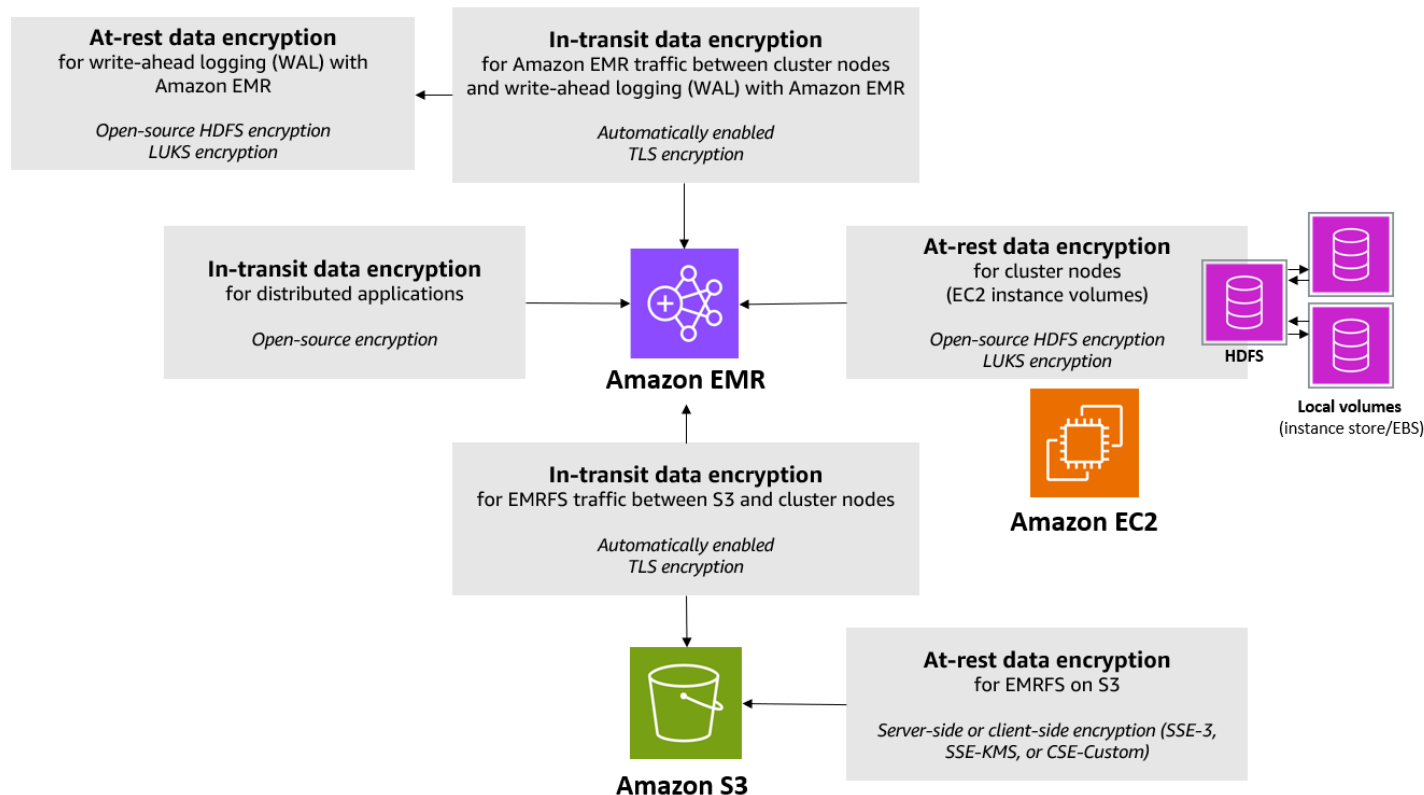 At-rest data encryption
for write-ahead logging (WAL) with
Amazon EMR
Open-source HDFS encryption
LUKS encryption
In-transit data encryption
for Amazon EMR traffic between cluster nodes
and write-ahead logging (WAL) with Amazon EMR
Automatically enabled
TLS encryption
In-transit data encryption
for distributed applications
Open-source encryption
Amazon EMR
At-rest data encryption
for cluster nodes
(EC2 instance volumes)
Open-source HDFS encryption
LUKS encryption
HDFS
Local volumes
(instance store/EBS)
Amazon EC2
In-transit data encryption
for EMRFS traffic between S3 and cluster nodes
Automatically enabled
TLS encryption
Amazon S3
At-rest data encryption
for EMRFS on S3
Server-side or client-side encryption (SSE-3,
SSE-KMS, or CSE-Custom)